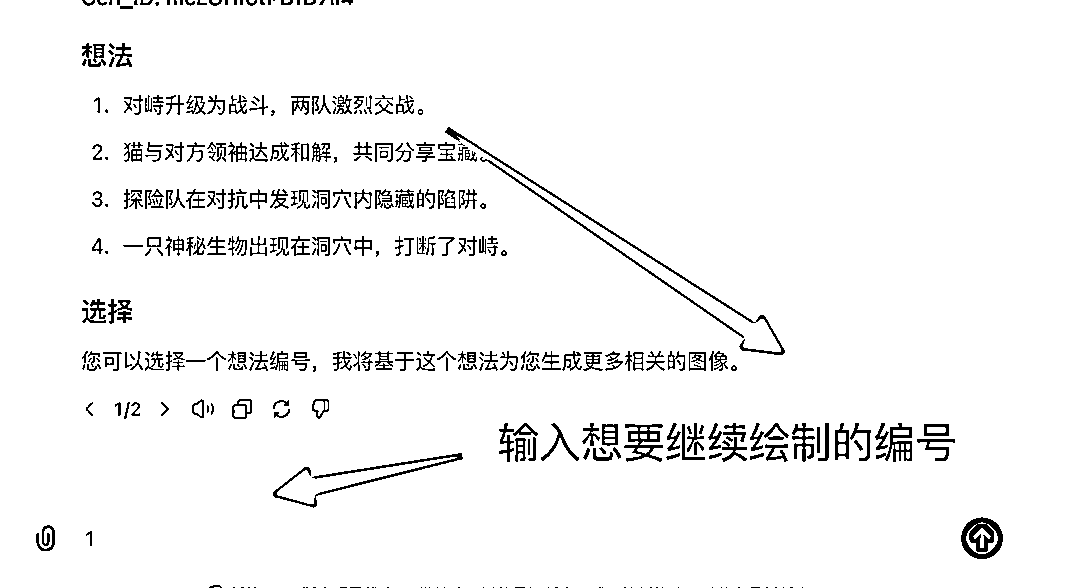 想法
1. 对峙升级为战斗，两队激烈交战。
2. 猫与对方领袖达成和解，共同分享宝藏。
3. 探险队在对抗中发现洞穴内隐藏的陷阱。
4. 一只神秘生物出现在洞穴中，打断了对峙。
选择
您可以选择一个想法编号，我将基于这个想法为您生成更多相关的图像。
1/2
输入想要继续绘制的编号
1